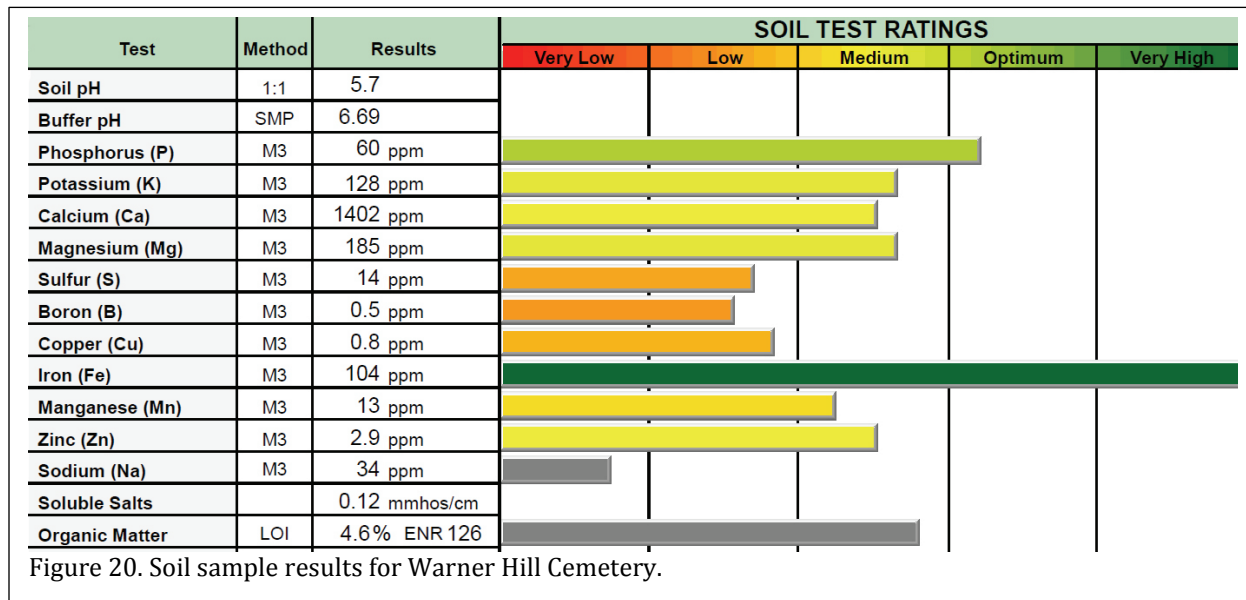 SOIL TEST RATINGS
Test Method Results Very Low Low Medium Optimum Very High
Soil pH 1:1 5.7
Buffer pH SMP 6.69
Phosphorus (P) M3 60 ppm
Potassium (K) M3 128 ppm
Calcium (Ca) M3 1402 ppm
Magnesium (Mg) M3 185 ppm
Sulfur (S) M3 14 ppm
Boron (B) M3 0.5 ppm
Copper (Cu) M3 0.8 ppm
Iron (Fe) M3 104 ppm
Manganese (Mn) M3 13 ppm
Zinc (Zn) M3 2.9 ppm
Sodium (Na) M3 34 ppm
Soluble Salts 0.12 mmhos/cm
Organic Matter LOI 4.6% ENR 126
Figure 20. Soil sample results for Warner Hill Cemetery.